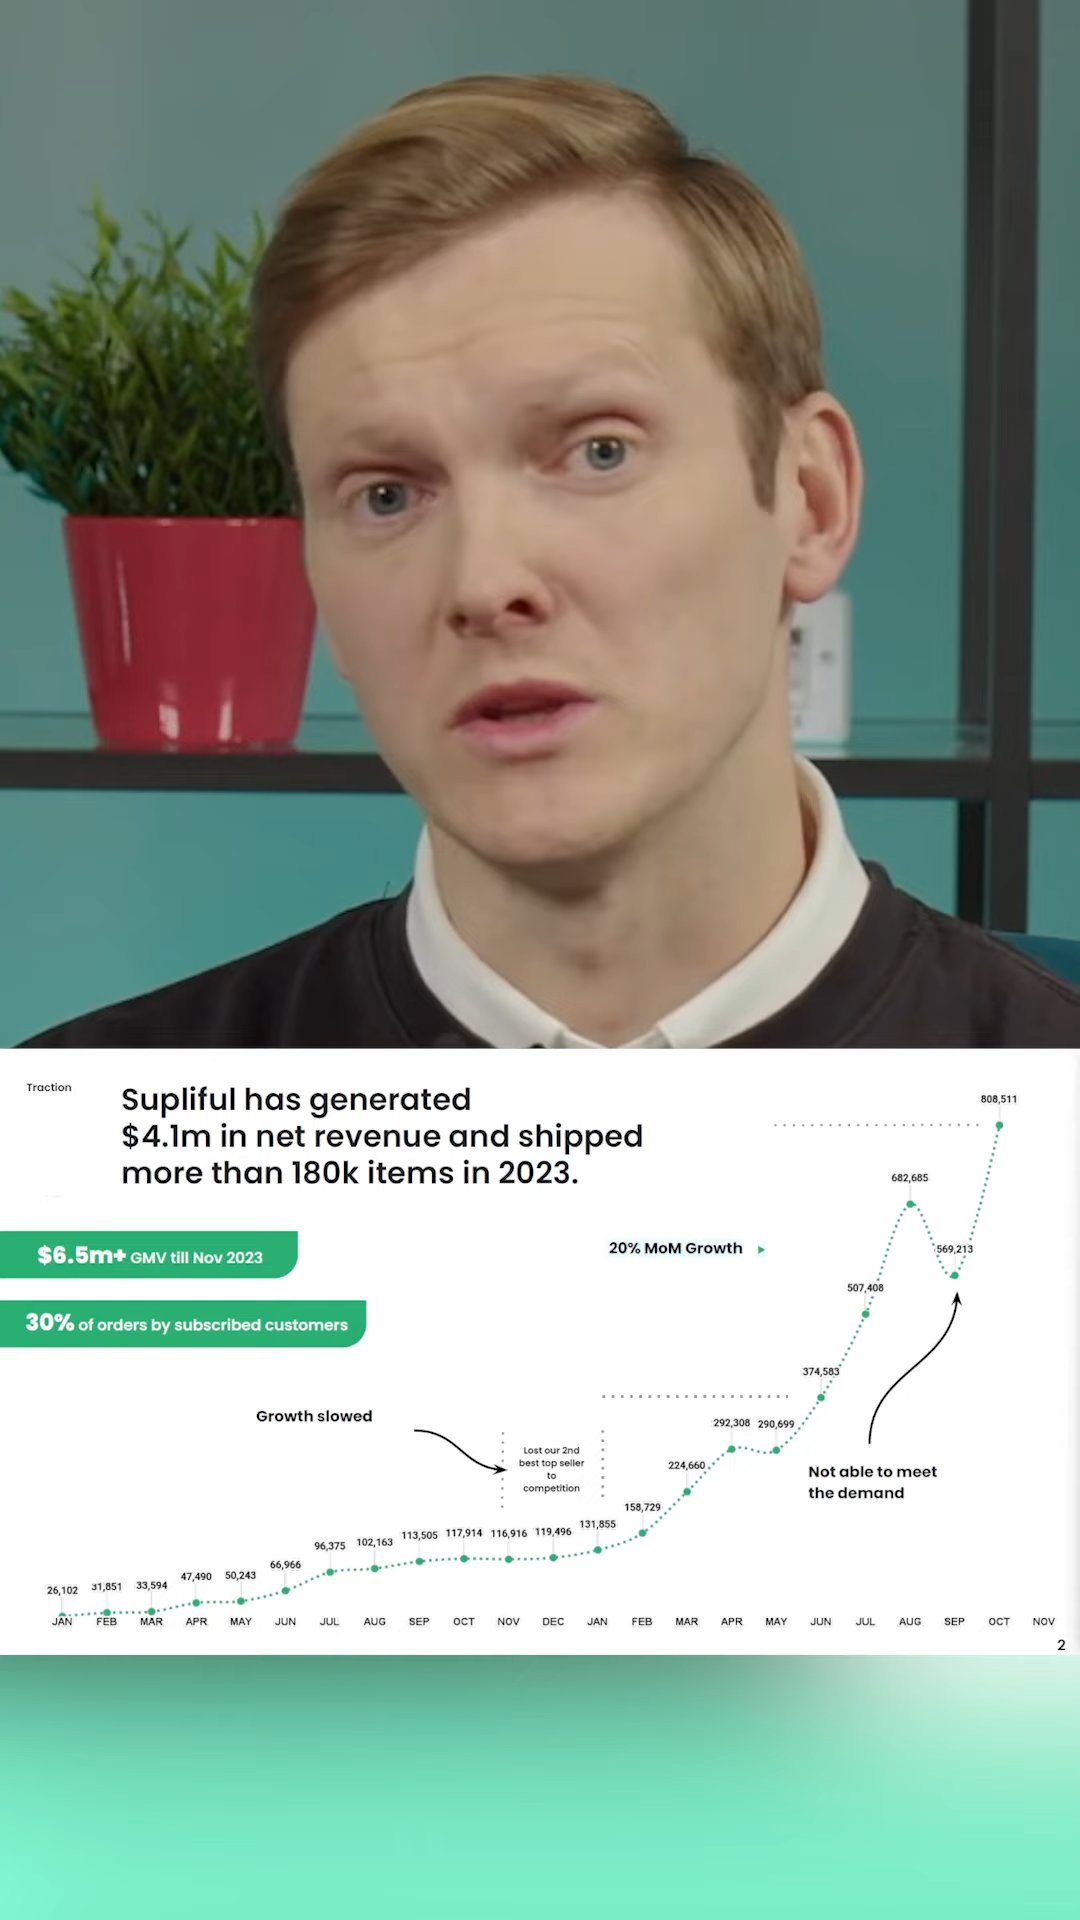 Traction
Supliful has generated
$4.1m in net revenue and shipped
more than 180k items in 2023.
$6.5m+ GMV till Nov 2023
30% of orders by subscribed customers
20% MoM Growth
Growth slowed
Lost our 2nd
best top seller
to
competition
Not able to meet
the demand
26,102
31,851
33,594
47,490
50,243
66,966
96,375
102,163
113,505
117,914
116,916
119,496
131,855
158,729
224,660
292,308
290,699
374,583
507,408
682,685
569,213
808,511
JAN FEB MAR APR MAY JUN JUL AUG SEP OCT NOV DEC JAN FEB MAR APR MAY JUN JUL AUG SEP OCT NOV
2